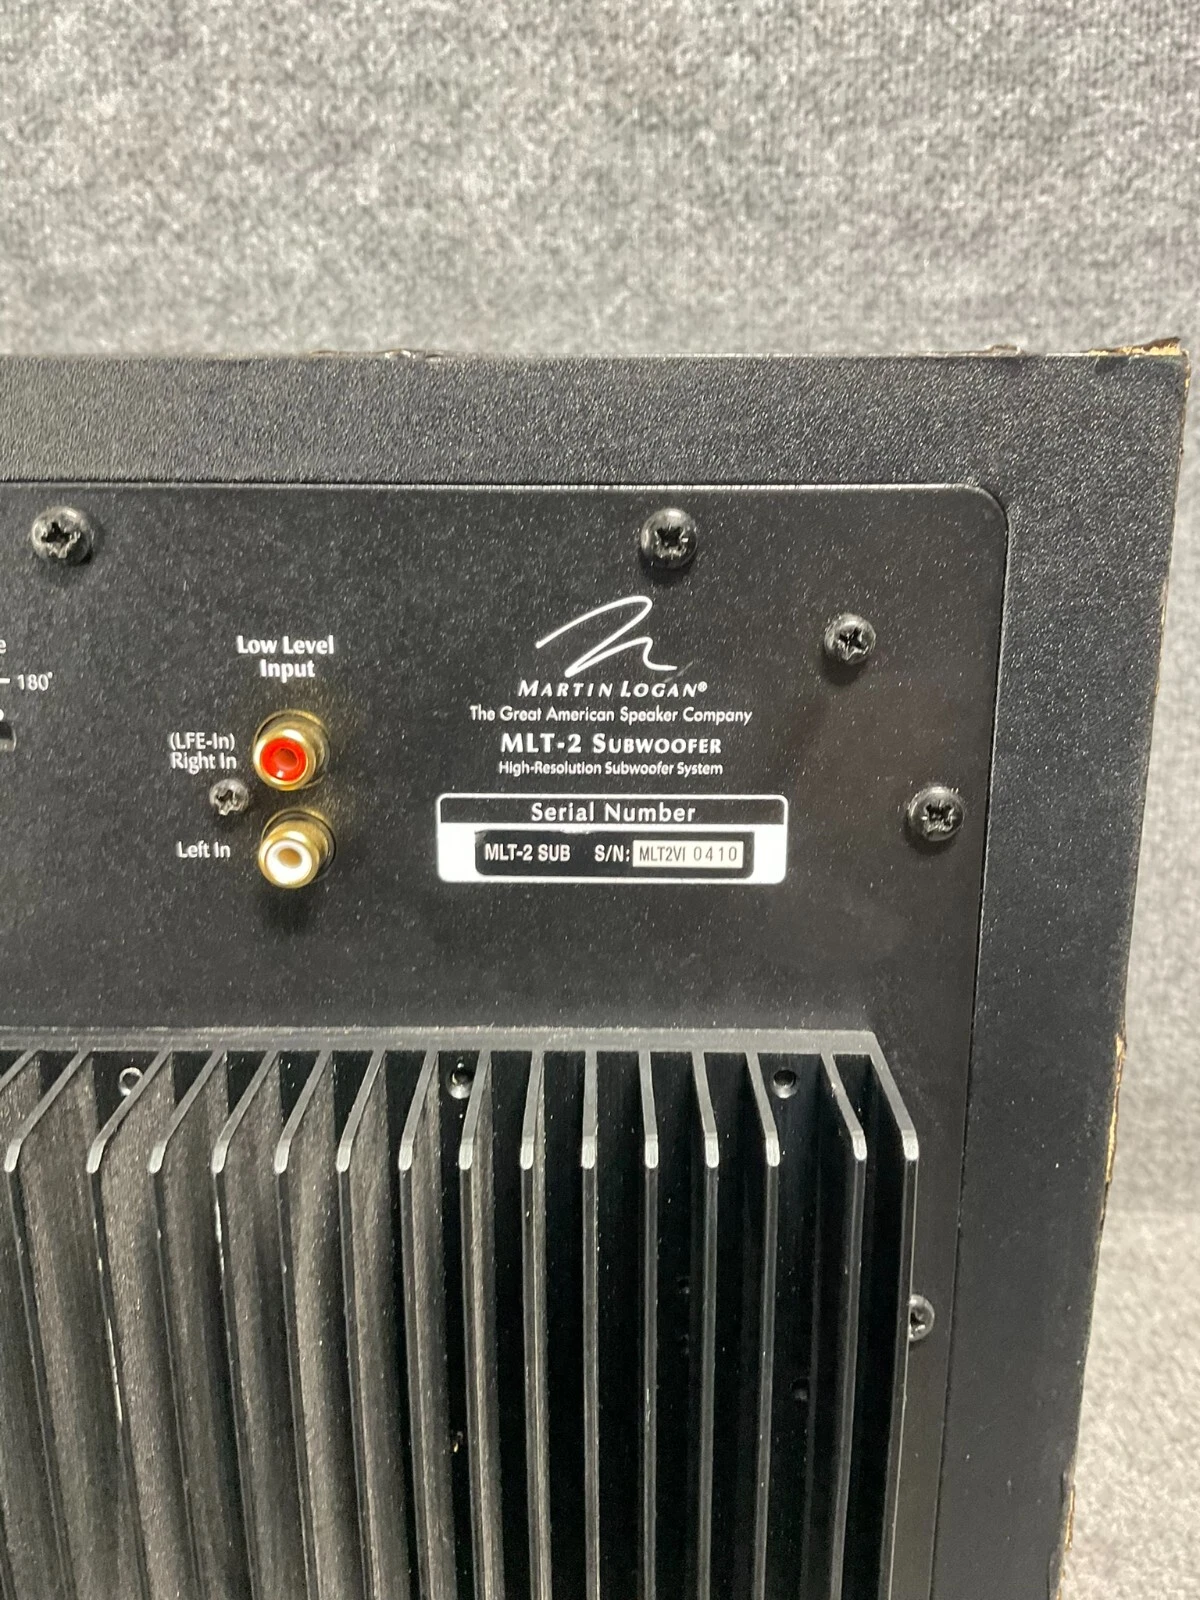 180°
Low Level
Input
(LFE-In)
Right In
Left In
MARTIN LOGAN®
The Great American Speaker Company
MLT-2 SUBWOOFER
High-Resolution Subwoofer System
Serial Number
MLT-2 SUB S/N: MLT2VI 0410